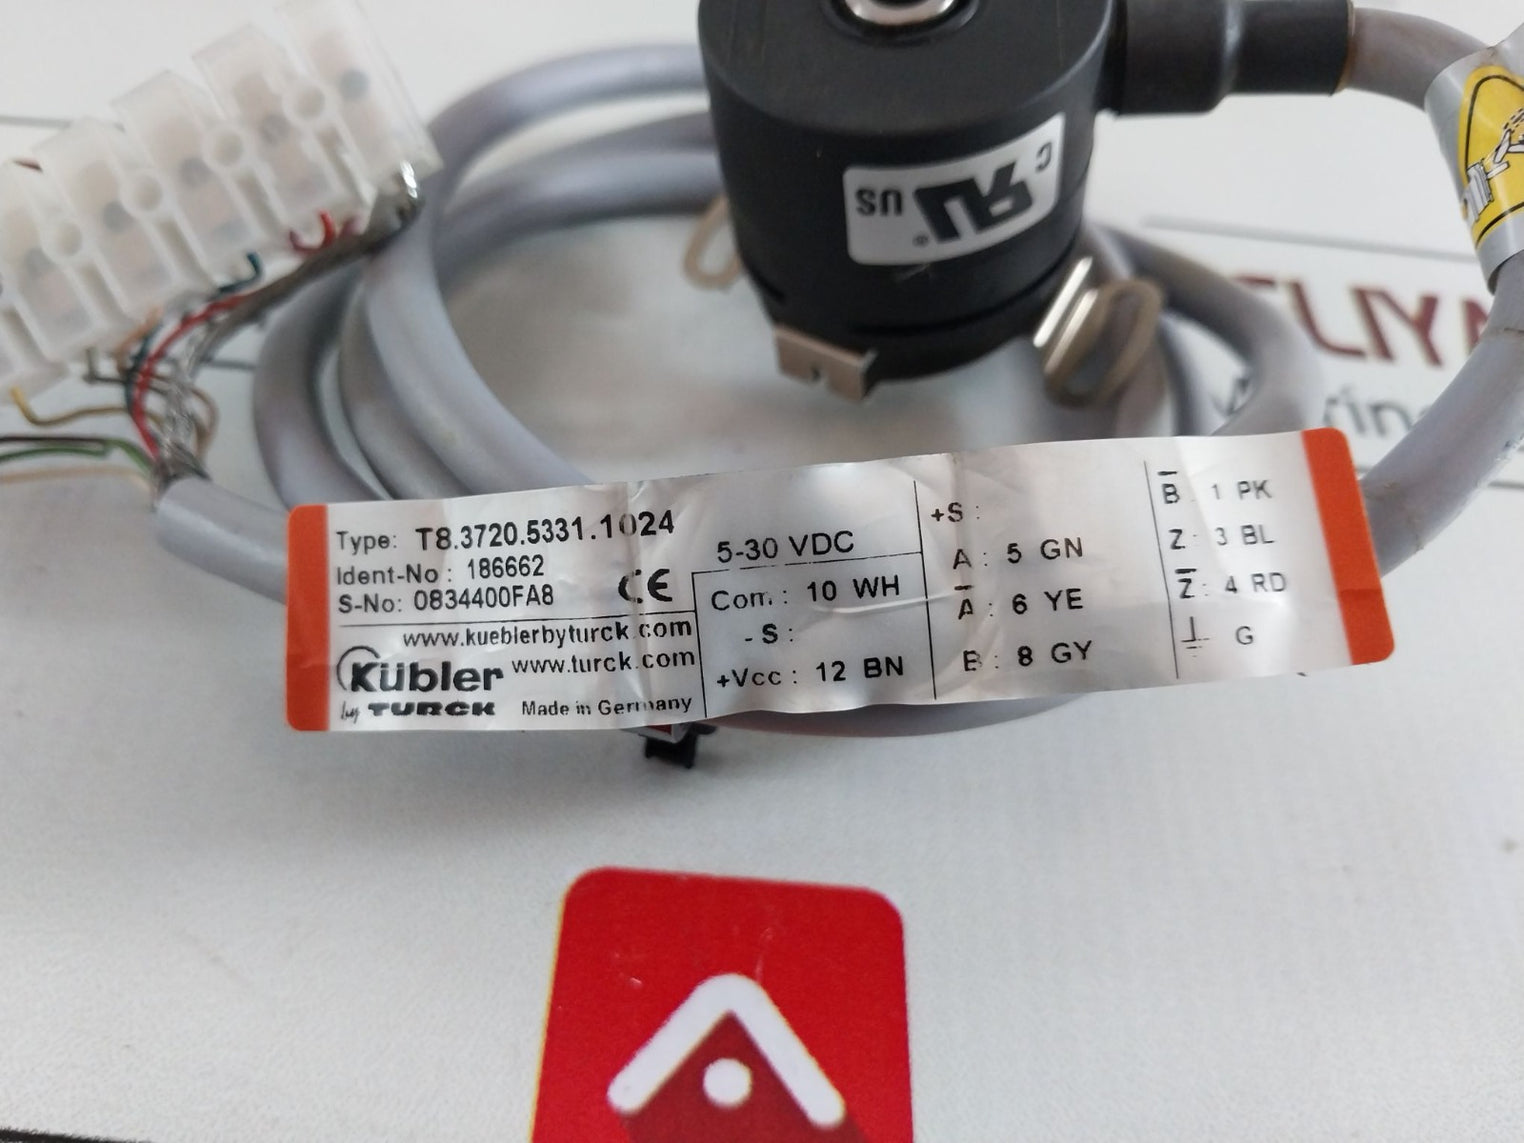 C US ®
Type: T8.3720.5331.1024
Ident-No: 186662
S-No: 0834400FA8
CE
www.kueblerbyturck.com
Kübler
www.turck.com
by TURCK
Made in Germany
5-30 VDC
Com.: 10 WH
-S:
+Vcc: 12 BN
+S:
A: 5 GN
A̅: 6 YE
B: 8 GY
B̅: 1 PK
Z: 3 BL
Z̅: 4 RD
⏚ G